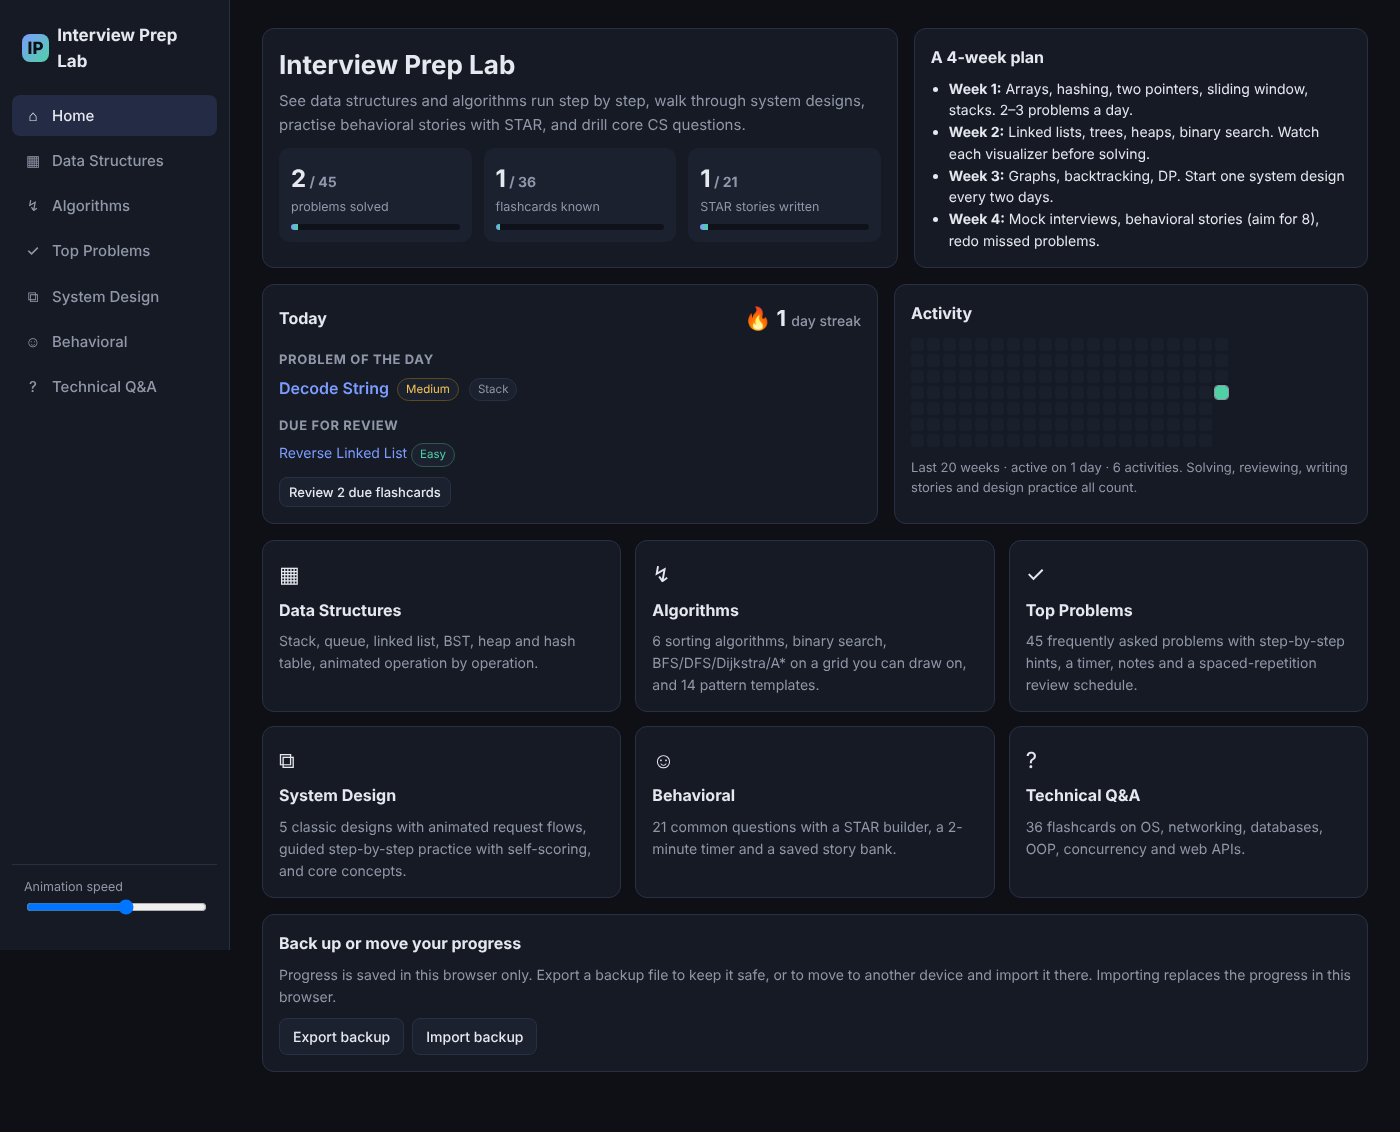 IP Interview Prep
Lab
Home
Data Structures
Algorithms
Top Problems
System Design
Behavioral
? Technical Q&A
Animation speed
Interview Prep Lab
See data structures and algorithms run step by step, walk through system designs,
practise behavioral stories with STAR, and drill core CS questions.
2 / 45
problems solved
1 / 36
flashcards known
1 / 21
STAR stories written
A 4-week plan
• Week 1: Arrays, hashing, two pointers, sliding window,
stacks. 2–3 problems a day.
• Week 2: Linked lists, trees, heaps, binary search. Watch
each visualizer before solving.
• Week 3: Graphs, backtracking, DP. Start one system design
every two days.
• Week 4: Mock interviews, behavioral stories (aim for 8),
redo missed problems.
Today
🔥 1 day streak
PROBLEM OF THE DAY
Decode String Medium Stack
DUE FOR REVIEW
Reverse Linked List Easy
Review 2 due flashcards
Activity
Last 20 weeks · active on 1 day · 6 activities. Solving, reviewing, writing
stories and design practice all count.
Data Structures
Stack, queue, linked list, BST, heap and hash
table, animated operation by operation.
Algorithms
6 sorting algorithms, binary search,
BFS/DFS/Dijkstra/A* on a grid you can draw on,
and 14 pattern templates.
Top Problems
45 frequently asked problems with step-by-step
hints, a timer, notes and a spaced-repetition
review schedule.
System Design
5 classic designs with animated request flows,
guided step-by-step practice with self-scoring,
and core concepts.
Behavioral
21 common questions with a STAR builder, a 2-
minute timer and a saved story bank.
?
Technical Q&A
36 flashcards on OS, networking, databases,
OOP, concurrency and web APIs.
Back up or move your progress
Progress is saved in this browser only. Export a backup file to keep it safe, or to move to another device and import it there. Importing replaces the progress in this
browser.
Export backup
Import backup